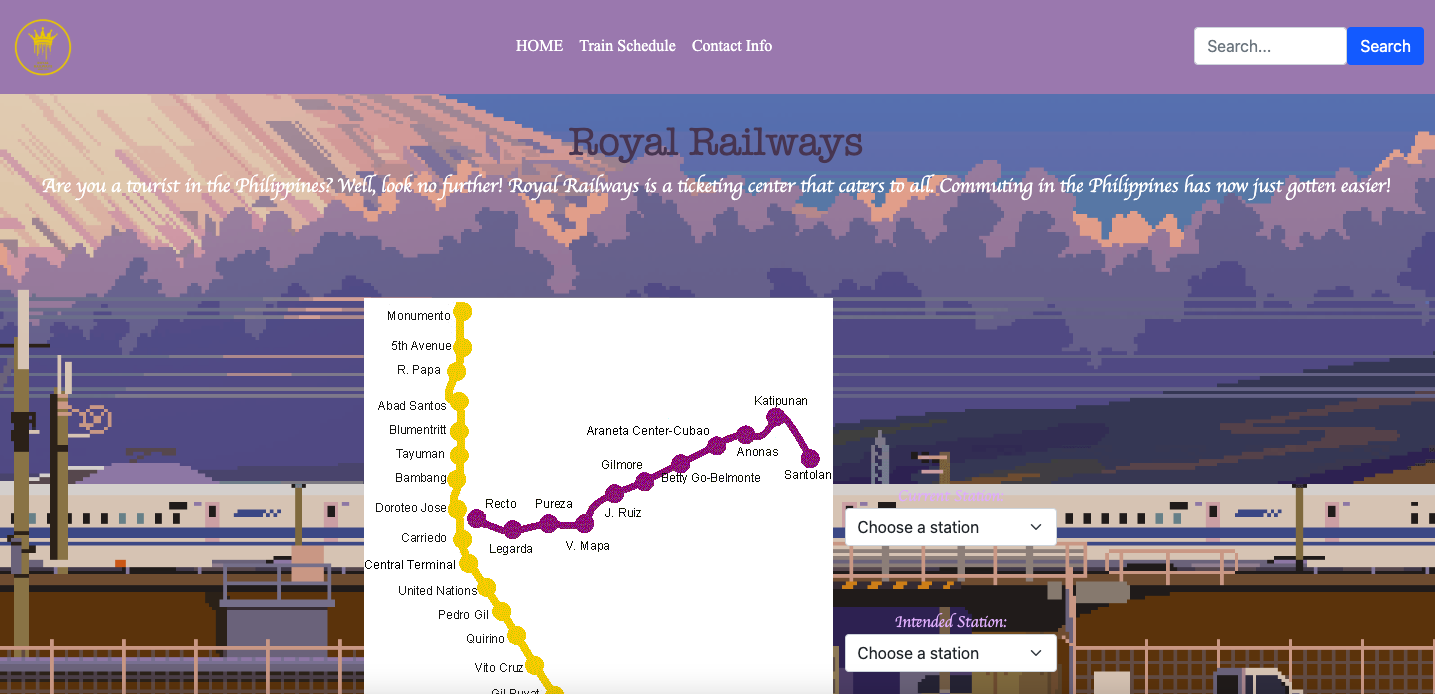 HOME Train Schedule Contact Info
Search...
Search
Royal Railways
Are you a tourist in the Philippines? Well, look no further! Royal Railways is a ticketing center that caters to all. Commuting in the Philippines has now just gotten easier!
Monumento
5th Avenue
R. Papa
Abad Santos
Blumentritt
Tayuman
Bambang
Doroteo Jose
Carriedo
Central Terminal
United Nations
Pedro Gil
Quirino
Vito Cruz
Gil Puyat
Recto
Legarda
Pureza
V. Mapa
J. Ruiz
Gilmore
Betty Go-Belmonte
Araneta Center-Cubao
Anonas
Katipunan
Santolan
Current Station:
Choose a station
Intended Station:
Choose a station